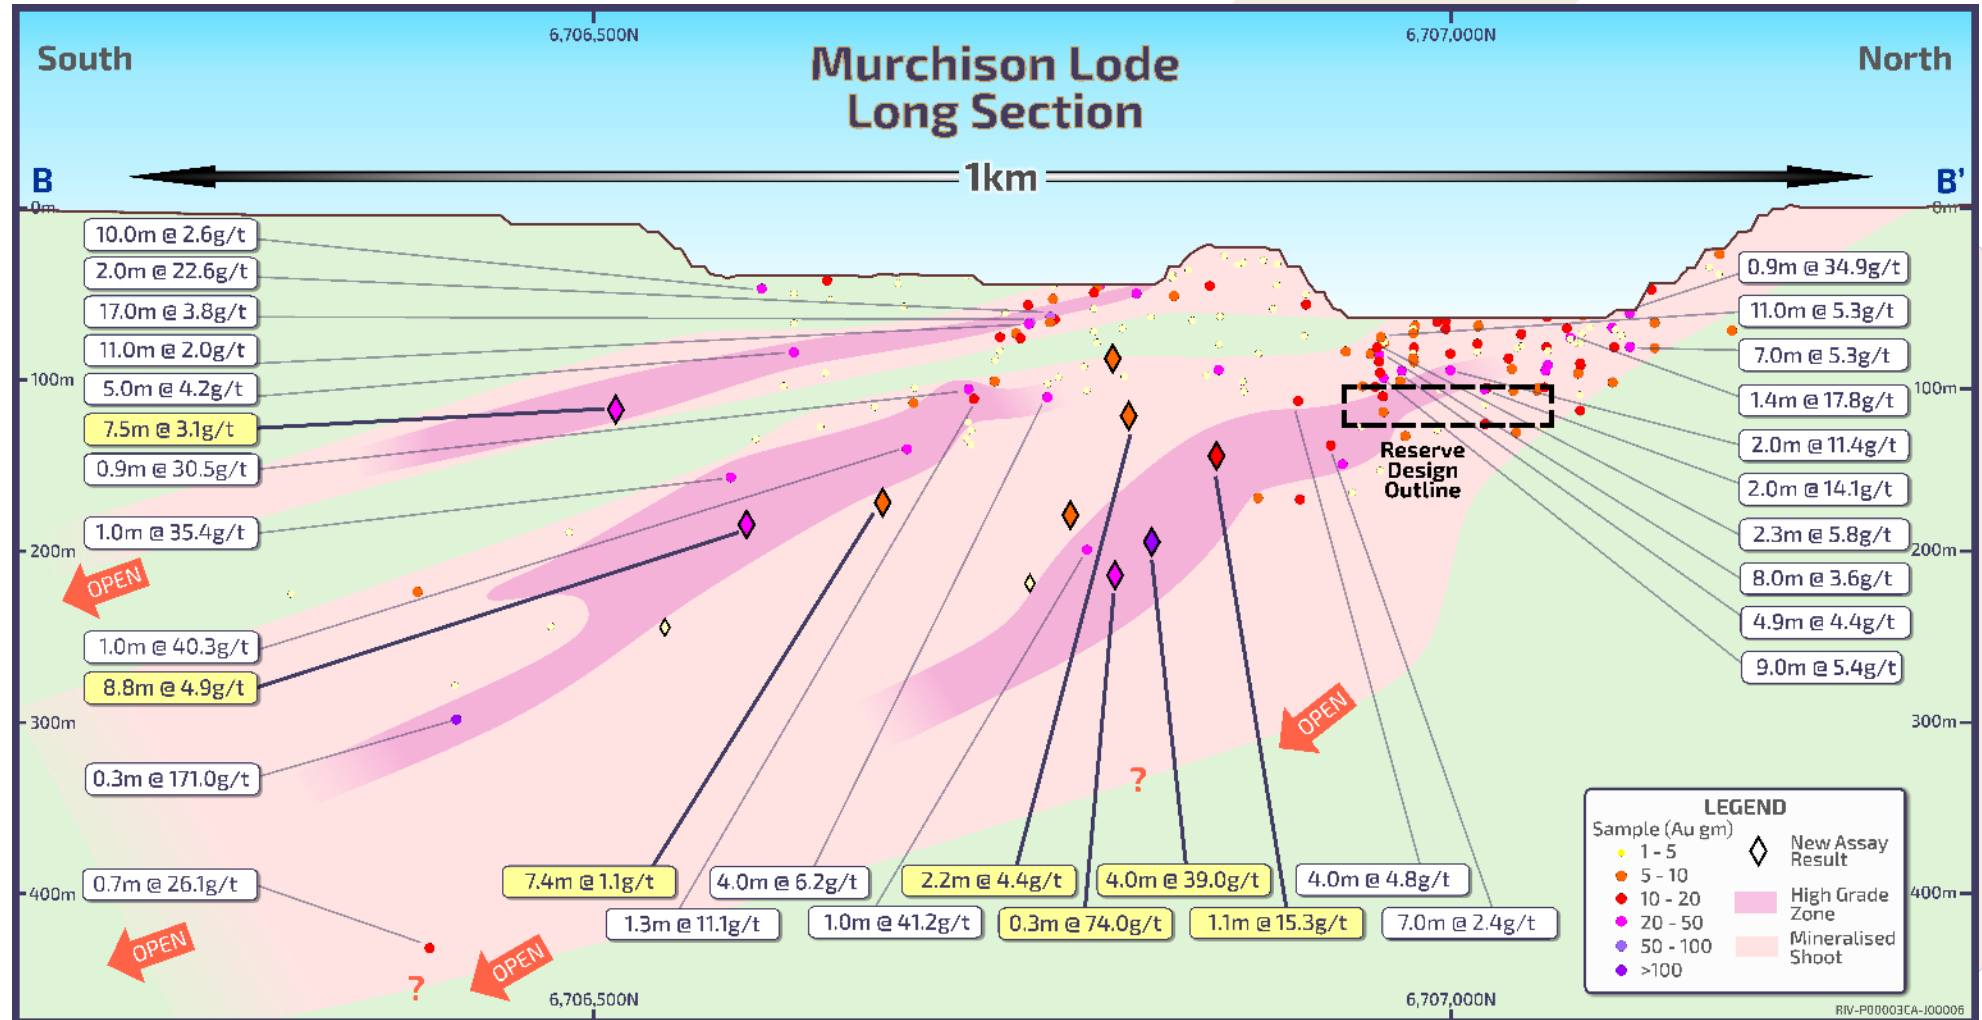 6,706,500N
6,707,000N
South
North
Murchison Lode
Long Section
1km
B
B'
0m
0m
10.0m @ 2.6g/t
2.0m @ 22.6g/t
17.0m @ 3.8g/t
11.0m @ 2.0g/t
5.0m @ 4.2g/t
7.5m @ 3.1g/t
0.9m @ 30.5g/t
1.0m @ 35.4g/t
1.0m @ 40.3g/t
8.8m @ 4.9g/t
0.3m @ 171.0g/t
0.7m @ 26.1g/t
100m
200m
300m
400m
OPEN
OPEN
OPEN
OPEN
?
?
Reserve
Design
Outline
0.9m @ 34.9g/t
11.0m @ 5.3g/t
7.0m @ 5.3g/t
1.4m @ 17.8g/t
2.0m @ 11.4g/t
2.0m @ 14.1g/t
2.3m @ 5.8g/t
8.0m @ 3.6g/t
4.9m @ 4.4g/t
9.0m @ 5.4g/t
100m
200m
300m
400m
7.4m @ 1.1g/t
4.0m @ 6.2g/t
2.2m @ 4.4g/t
4.0m @ 39.0g/t
4.0m @ 4.8g/t
1.3m @ 11.1g/t
1.0m @ 41.2g/t
0.3m @ 74.0g/t
1.1m @ 15.3g/t
7.0m @ 2.4g/t
LEGEND
Sample (Au gm)
1 - 5
5 - 10
10 - 20
20 - 50
50 - 100
>100
New Assay
Result
High Grade
Zone
Mineralised
Shoot
6,706,500N
6,707,000N
RIV-P00003CA-J00006